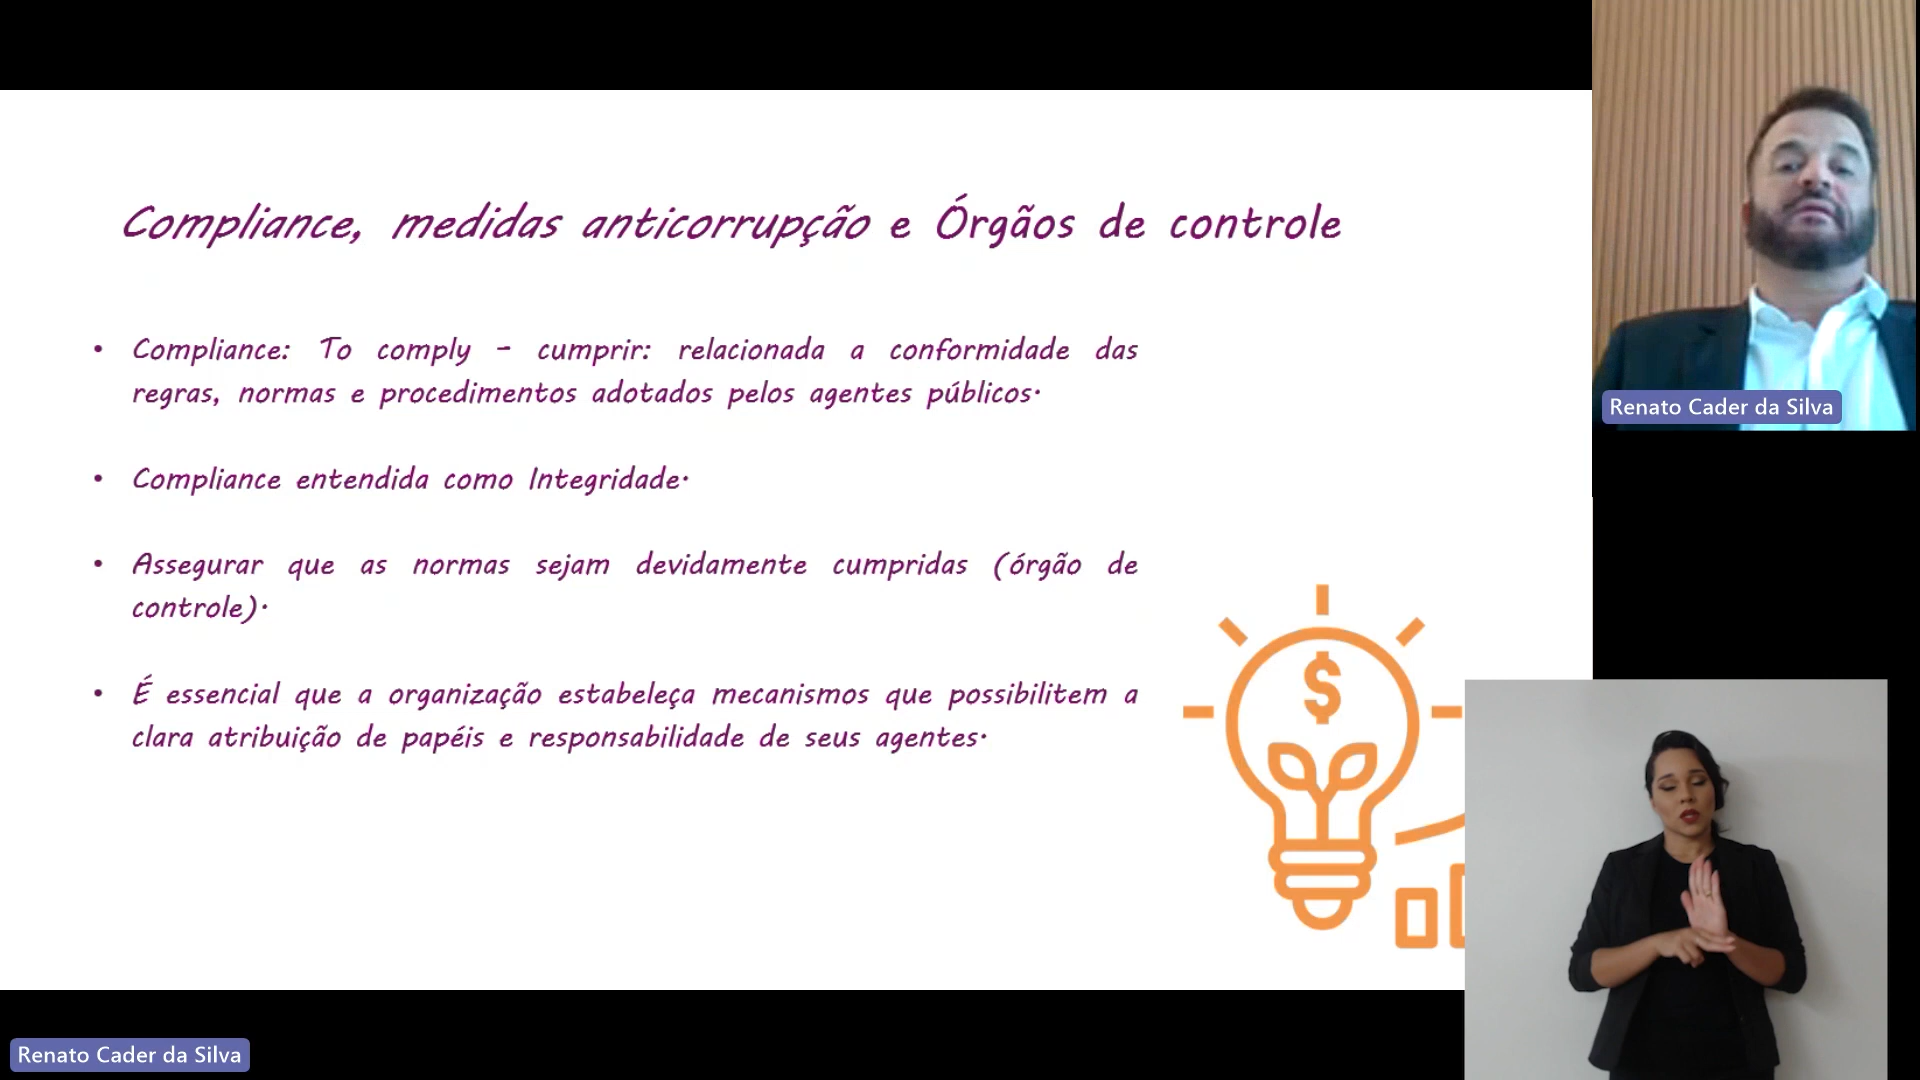 Compliance, medidas anticorrupção e Órgãos de controle
• Compliance: To comply – cumprir: relacionada a conformidade das
regras, normas e procedimentos adotados pelos agentes públicos.
• Compliance entendida como Integridade.
• Assegurar que as normas sejam devidamente cumpridas (órgão de
controle).
• É essencial que a organização estabeleça mecanismos que possibilitem a
clara atribuição de papéis e responsabilidade de seus agentes.
$
Renato Cader da Silva
Renato Cader da Silva